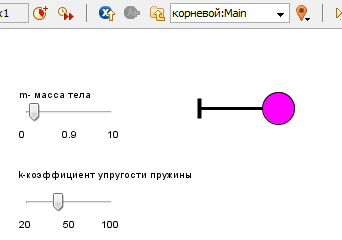 x1
корневой:Main
m- масса тела
0 0.9 10
k-коэффициент упругости пружины
20 50 100